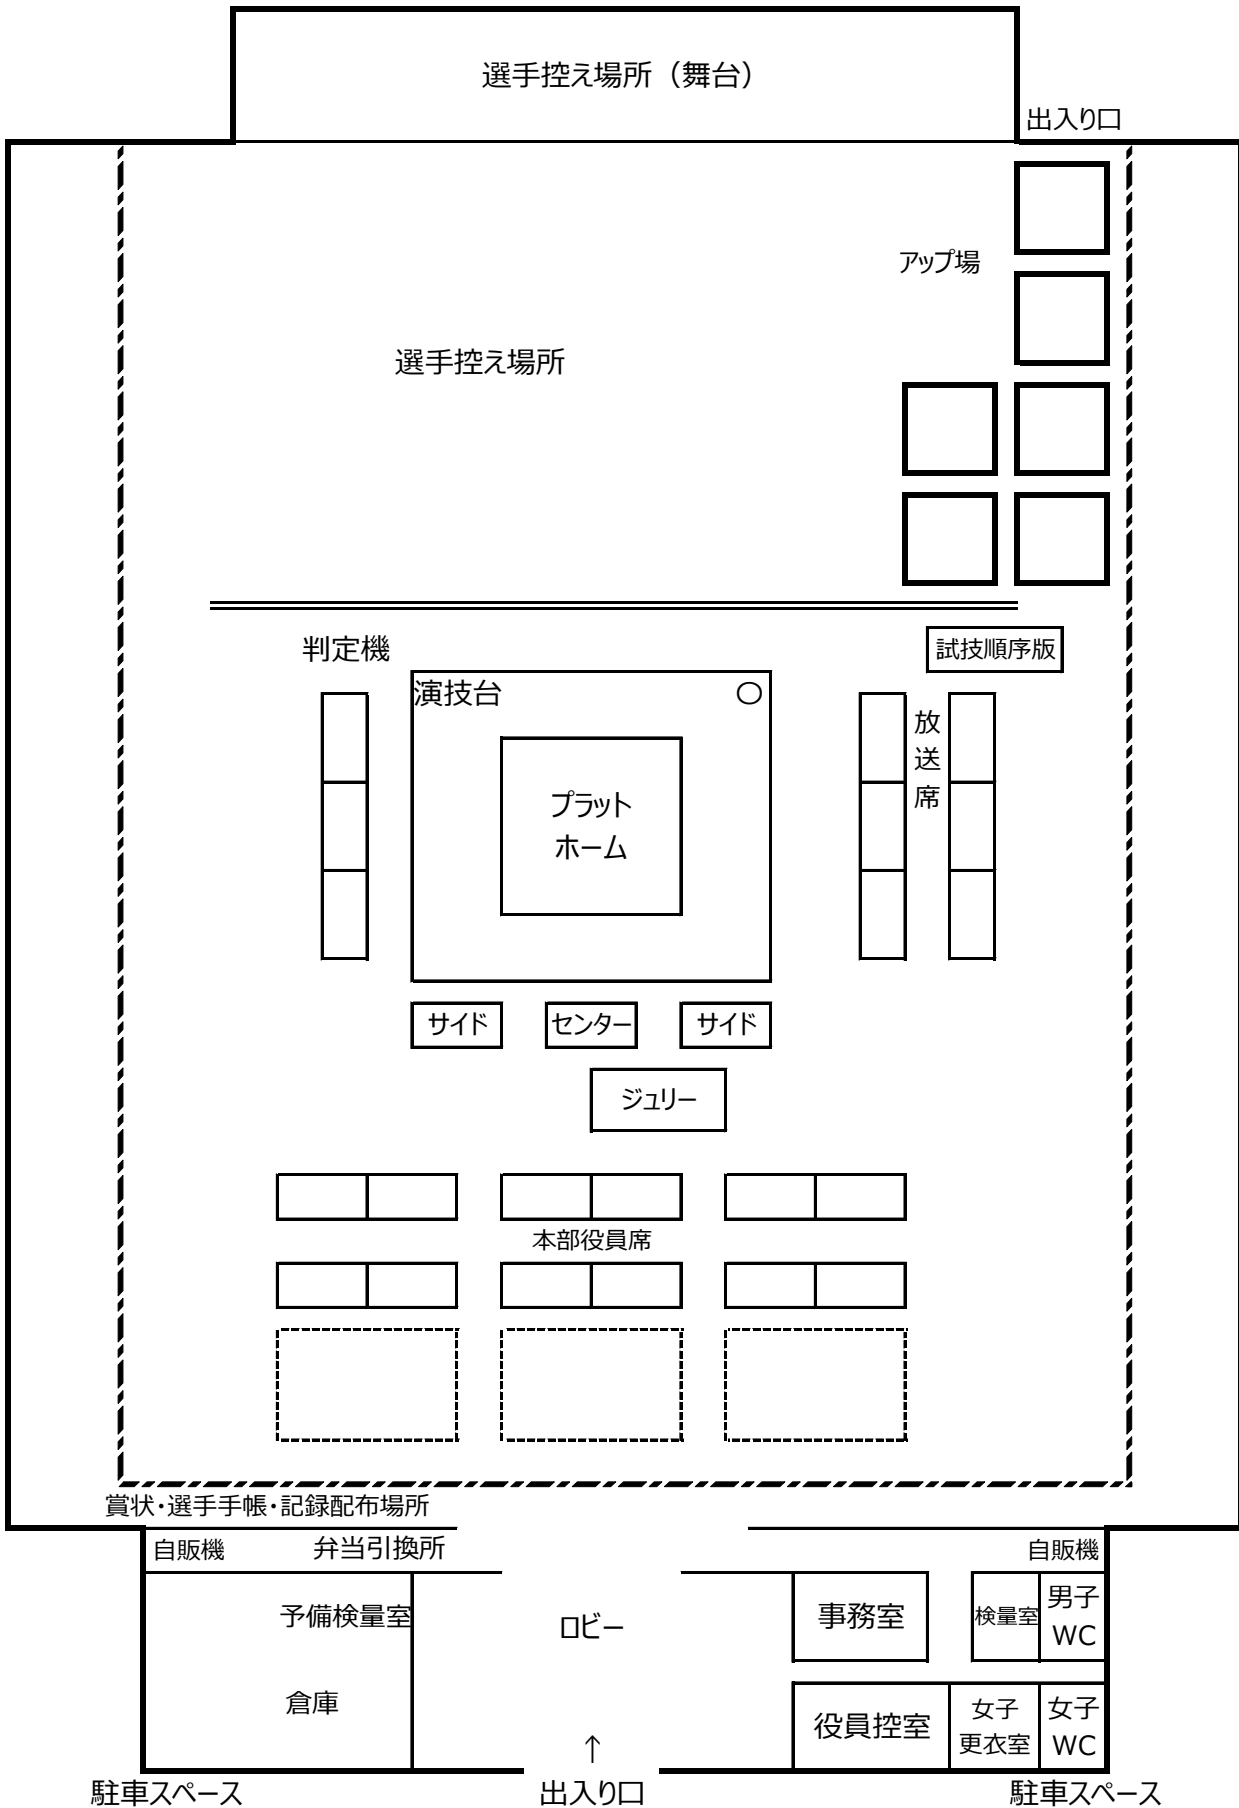 選手控え場所（舞台）
出入り口
アップ場
選手控え場所
判定機
試技順序版
演技台
○
放送席
プラット
ホーム
サイド
センター
サイド
ジュリー
本部役員席
賞状・選手手帳・記録配布場所
自販機
弁当引換所
自販機
予備検量室
ロビー
事務室
検量室
男子
WC
倉庫
役員控室
女子
更衣室
女子
WC
↑
駐車スペース
出入り口
駐車スペース